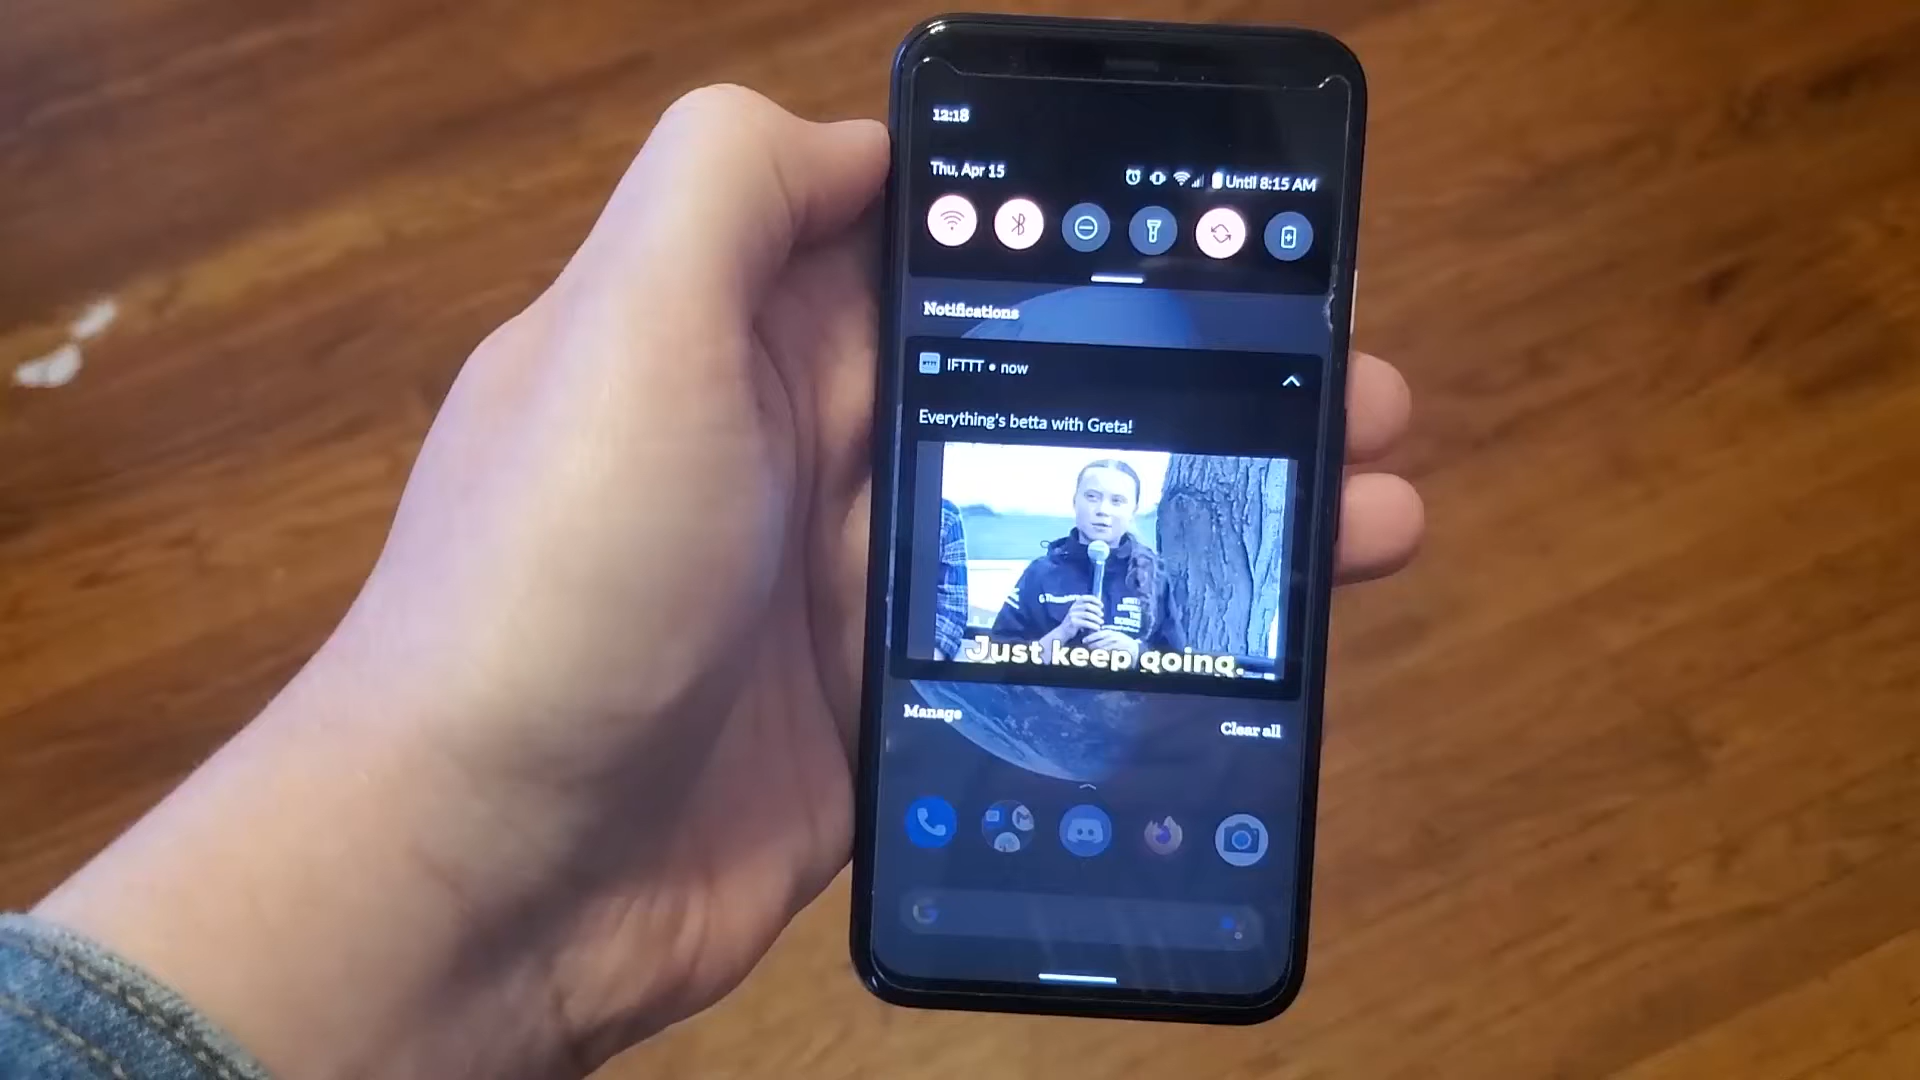 12:18
Thu, Apr 15
Until 8:15 AM
Notifications
IFTTT • now
Everything's betta with Greta!
Just keep going.
Manage
Clear all